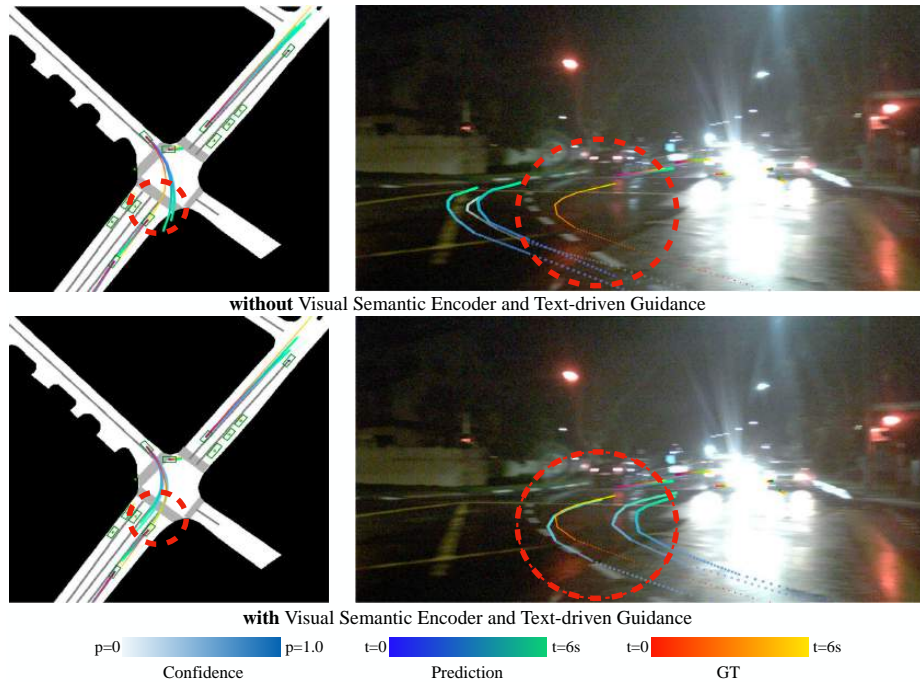 without Visual Semantic Encoder and Text-driven Guidance
with Visual Semantic Encoder and Text-driven Guidance
p=0 p=1.0 t=0 t=6s t=0 t=6s
Confidence Prediction GT